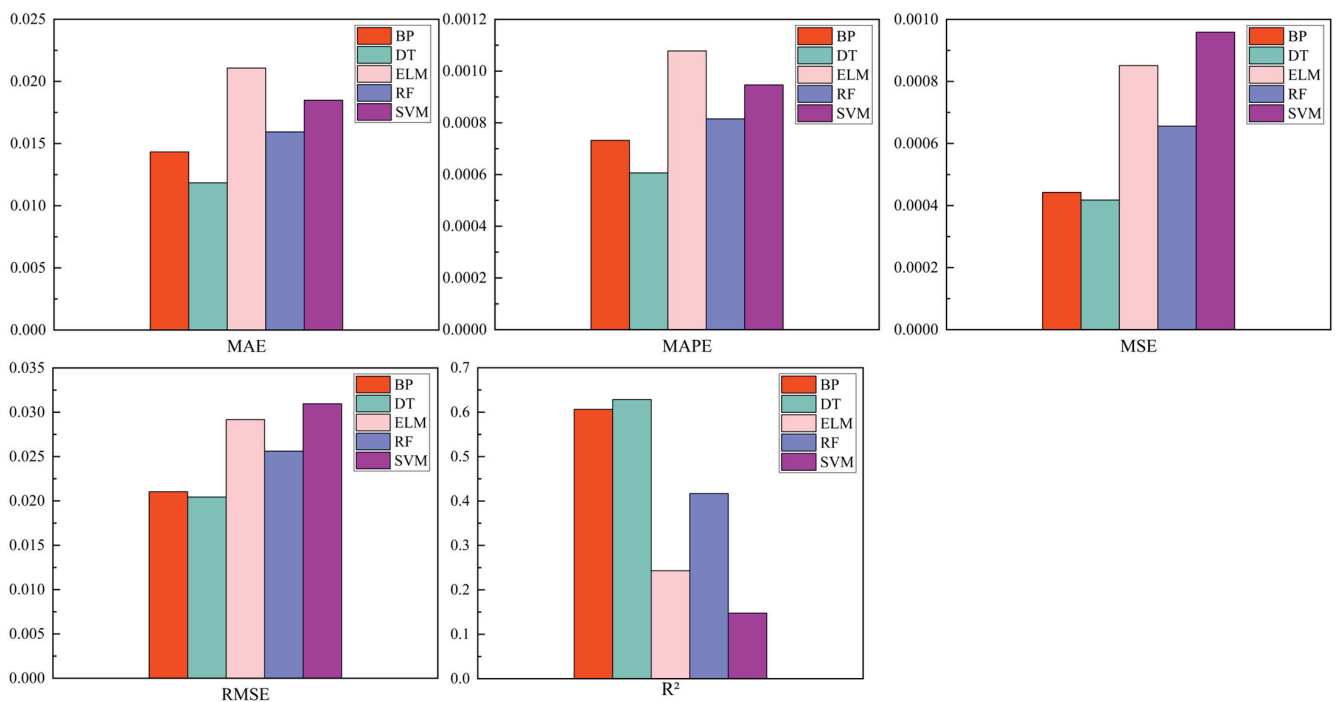 0.025
0.020
0.015
0.010
0.005
0.000
BP
DT
ELM
RF
SVM
MAE
0.0012
0.0010
0.0008
0.0006
0.0004
0.0002
0.0000
BP
DT
ELM
RF
SVM
MAPE
0.0010
0.0008
0.0006
0.0004
0.0002
0.0000
BP
DT
ELM
RF
SVM
MSE
0.035
0.030
0.025
0.020
0.015
0.010
0.005
0.000
BP
DT
ELM
RF
SVM
RMSE
0.7
0.6
0.5
0.4
0.3
0.2
0.1
0.0
BP
DT
ELM
RF
SVM
R²